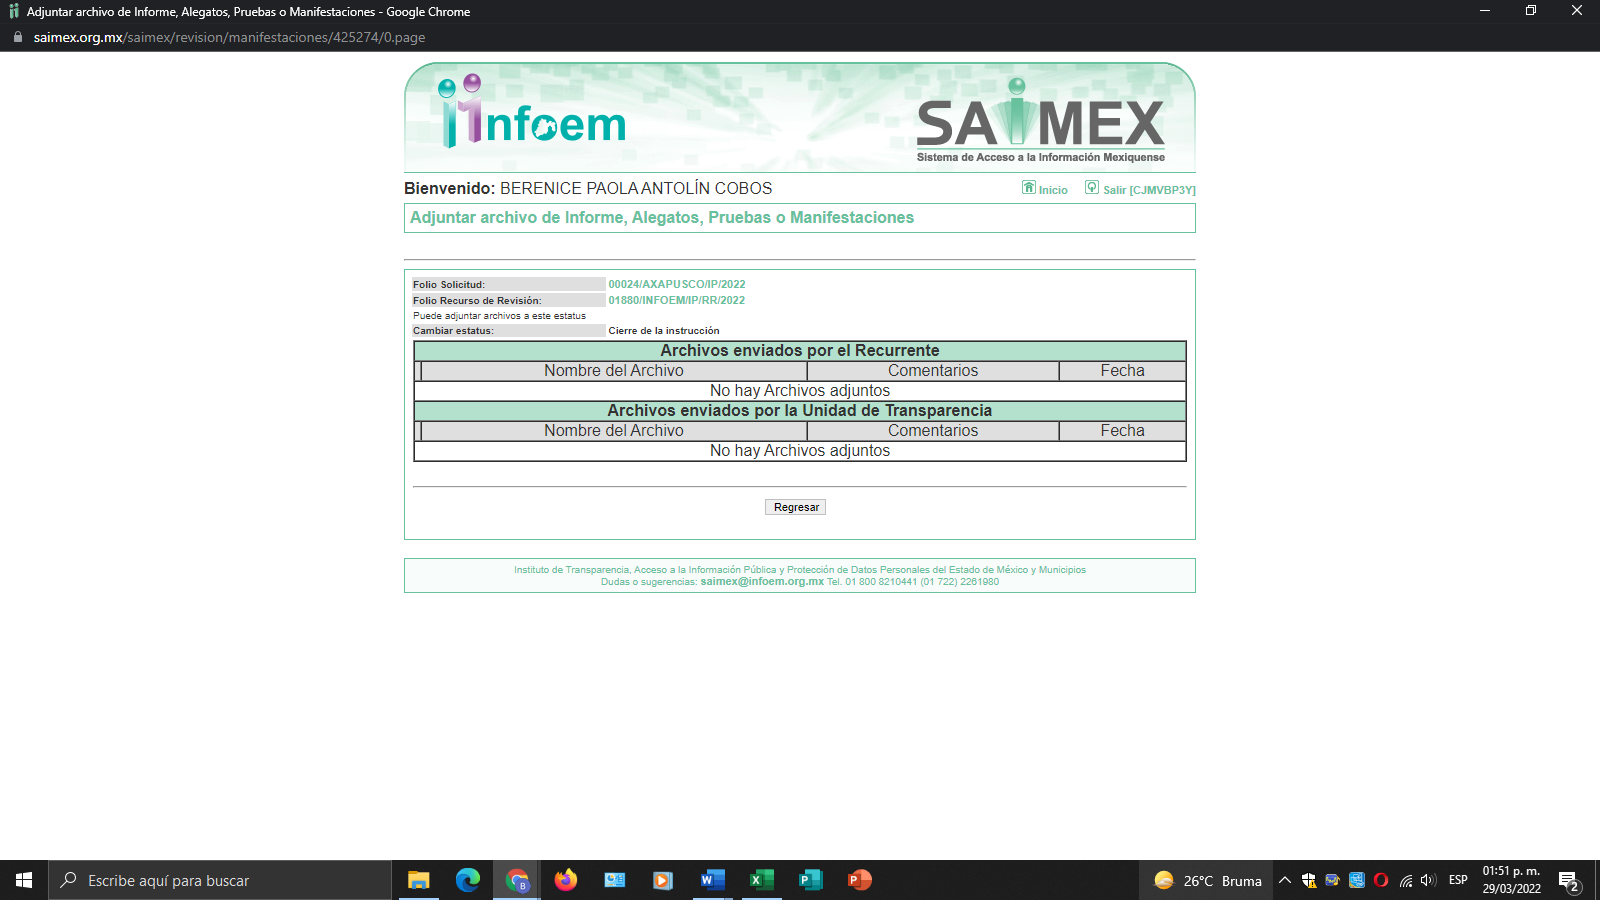 Adjuntar archivo de Informe, Alegatos, Pruebas o Manifestaciones - Google Chrome
saimex.org.mx/saimex/revision/manifestaciones/425274/0.page
infoem
SAIMEX
Sistema de Acceso a la Información Mexiquense
Bienvenido: BERENICE PAOLA ANTOLÍN COBOS
Inicio Salir [CJMVBP3Y]
Adjuntar archivo de Informe, Alegatos, Pruebas o Manifestaciones
Folio Solicitud: 00024/AXAPUSCO/IP/2022
Folio Recurso de Revisión: 01880/INFOEM/IP/RR/2022
Puede adjuntar archivos a este estatus
Cambiar estatus: Cierre de la instrucción
Archivos enviados por el Recurrente
Nombre del Archivo Comentarios Fecha
No hay Archivos adjuntos
Archivos enviados por la Unidad de Transparencia
Nombre del Archivo Comentarios Fecha
No hay Archivos adjuntos
Regresar
Instituto de Transparencia, Acceso a la Información Pública y Protección de Datos Personales del Estado de México y Municipios
Dudas o sugerencias: saimex@infoem.org.mx Tel. 01 800 8210441 (01 722) 2261980
Escribe aquí para buscar
26°C Bruma
ESP
01:51 p. m.
29/03/2022
2